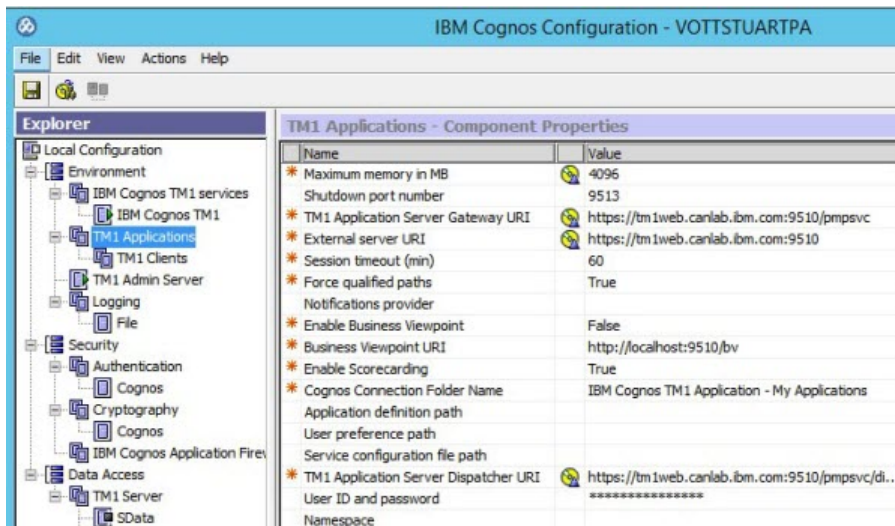 IBM Cognos Configuration - VOTTSTUARTPA
File Edit View Actions Help
Explorer
Local Configuration
Environment
IBM Cognos TM1 services
IBM Cognos TM1
TM1 Applications
TM1 Clients
TM1 Admin Server
Logging
File
Security
Authentication
Cognos
Cryptography
Cognos
IBM Cognos Application Firew
Data Access
TM1 Server
SData
TM1 Applications - Component Properties
Name Value
* Maximum memory in MB 4096
Shutdown port number 9513
* TM1 Application Server Gateway URI https://tm1web.canlab.ibm.com:9510/pmpsvc
* External server URI https://tm1web.canlab.ibm.com:9510
* Session timeout (min) 60
* Force qualified paths True
Notifications provider
* Enable Business Viewpoint False
* Business Viewpoint URI http://localhost:9510/bv
* Enable Scorecarding True
* Cognos Connection Folder Name IBM Cognos TM1 Application - My Applications
Application definition path
User preference path
Service configuration file path
* TM1 Application Server Dispatcher URI https://tm1web.canlab.ibm.com:9510/pmpsvc/di...
User ID and password ***************
Namespace